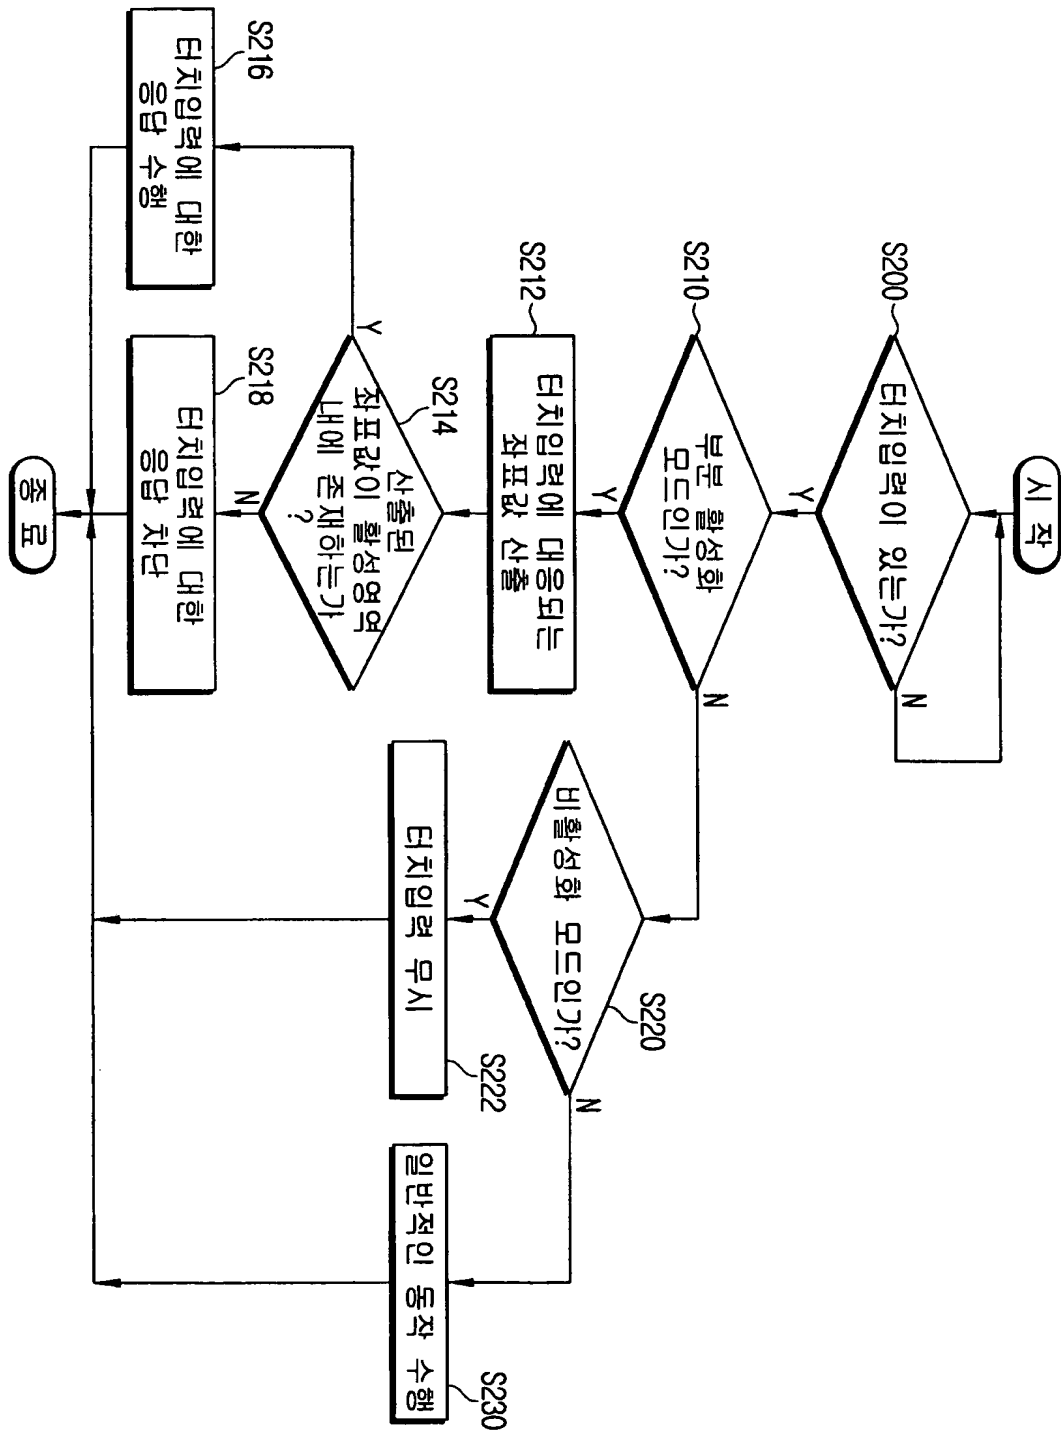 시 작
S200
터치입력이 있는가?
N
Y
S210
부분 활성화
모드인가?
N
Y
S212
터치입력에 대응되는
좌표값 산출
S214
산출된
좌표값이 활성영역
내에 존재하는가
?
Y
N
S216
터치입력에 대한
응답 수행
S218
터치입력에 대한
응답 차단
비활성화 모드인가?
S220
N
Y
터치입력 무시
S222
일반적인 동작 수행
S230
종 료